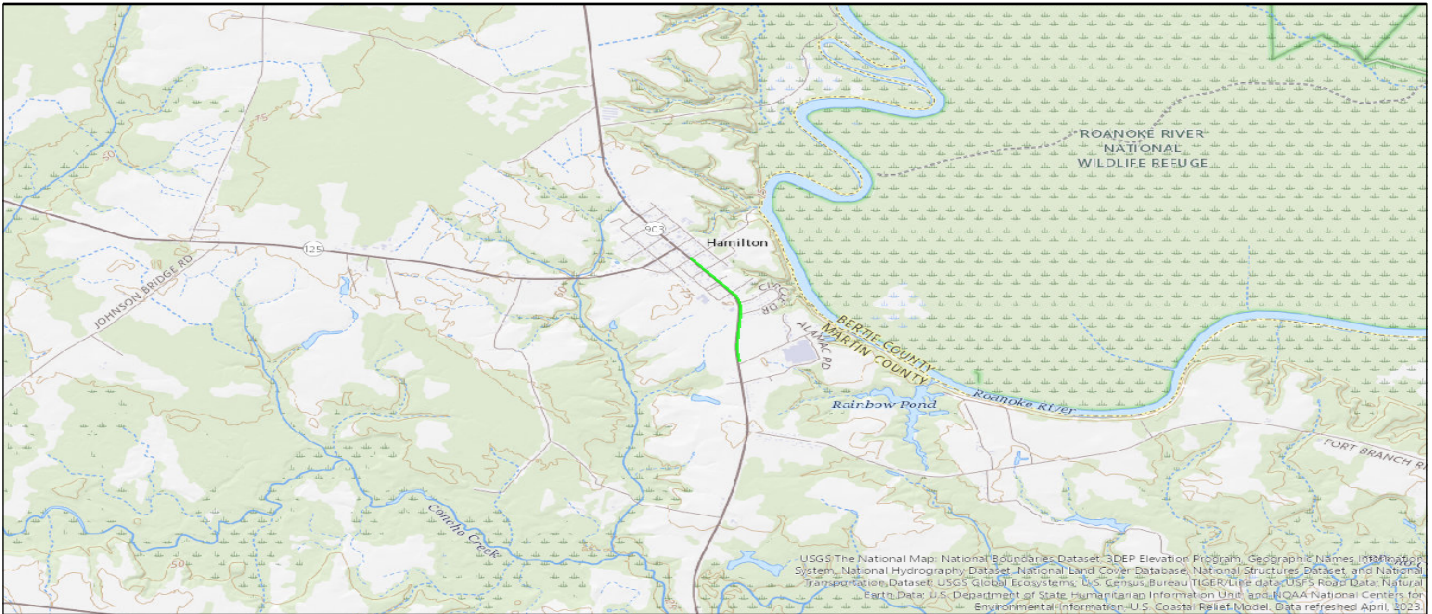 75
50
ROANOKE RIVER
NATIONAL
WILDLIFE REFUGE
903
Hamilton
125
JOHNSON BRIDGE RD
DR
ALAMAC RD
BERTIE COUNTY
MARTIN COUNTY
Rainbow Pond
Roanoke River
FORT BRANCH R
Conoho Creek
50
USGS The National Map: National Boundaries Dataset, 3DEP Elevation Program, Geographic Names Information
System, National Hydrography Dataset, National Land Cover Database, National Structures Dataset, and National
Transportation Dataset; USGS Global Ecosystems; U.S. Census Bureau TIGER/Line data; USFS Road Data; Natural
Earth Data; U.S. Department of State Humanitarian Information Unit; and NOAA National Centers for
Environmental Information, U.S. Coastal Relief Model. Data refreshed April, 2023.